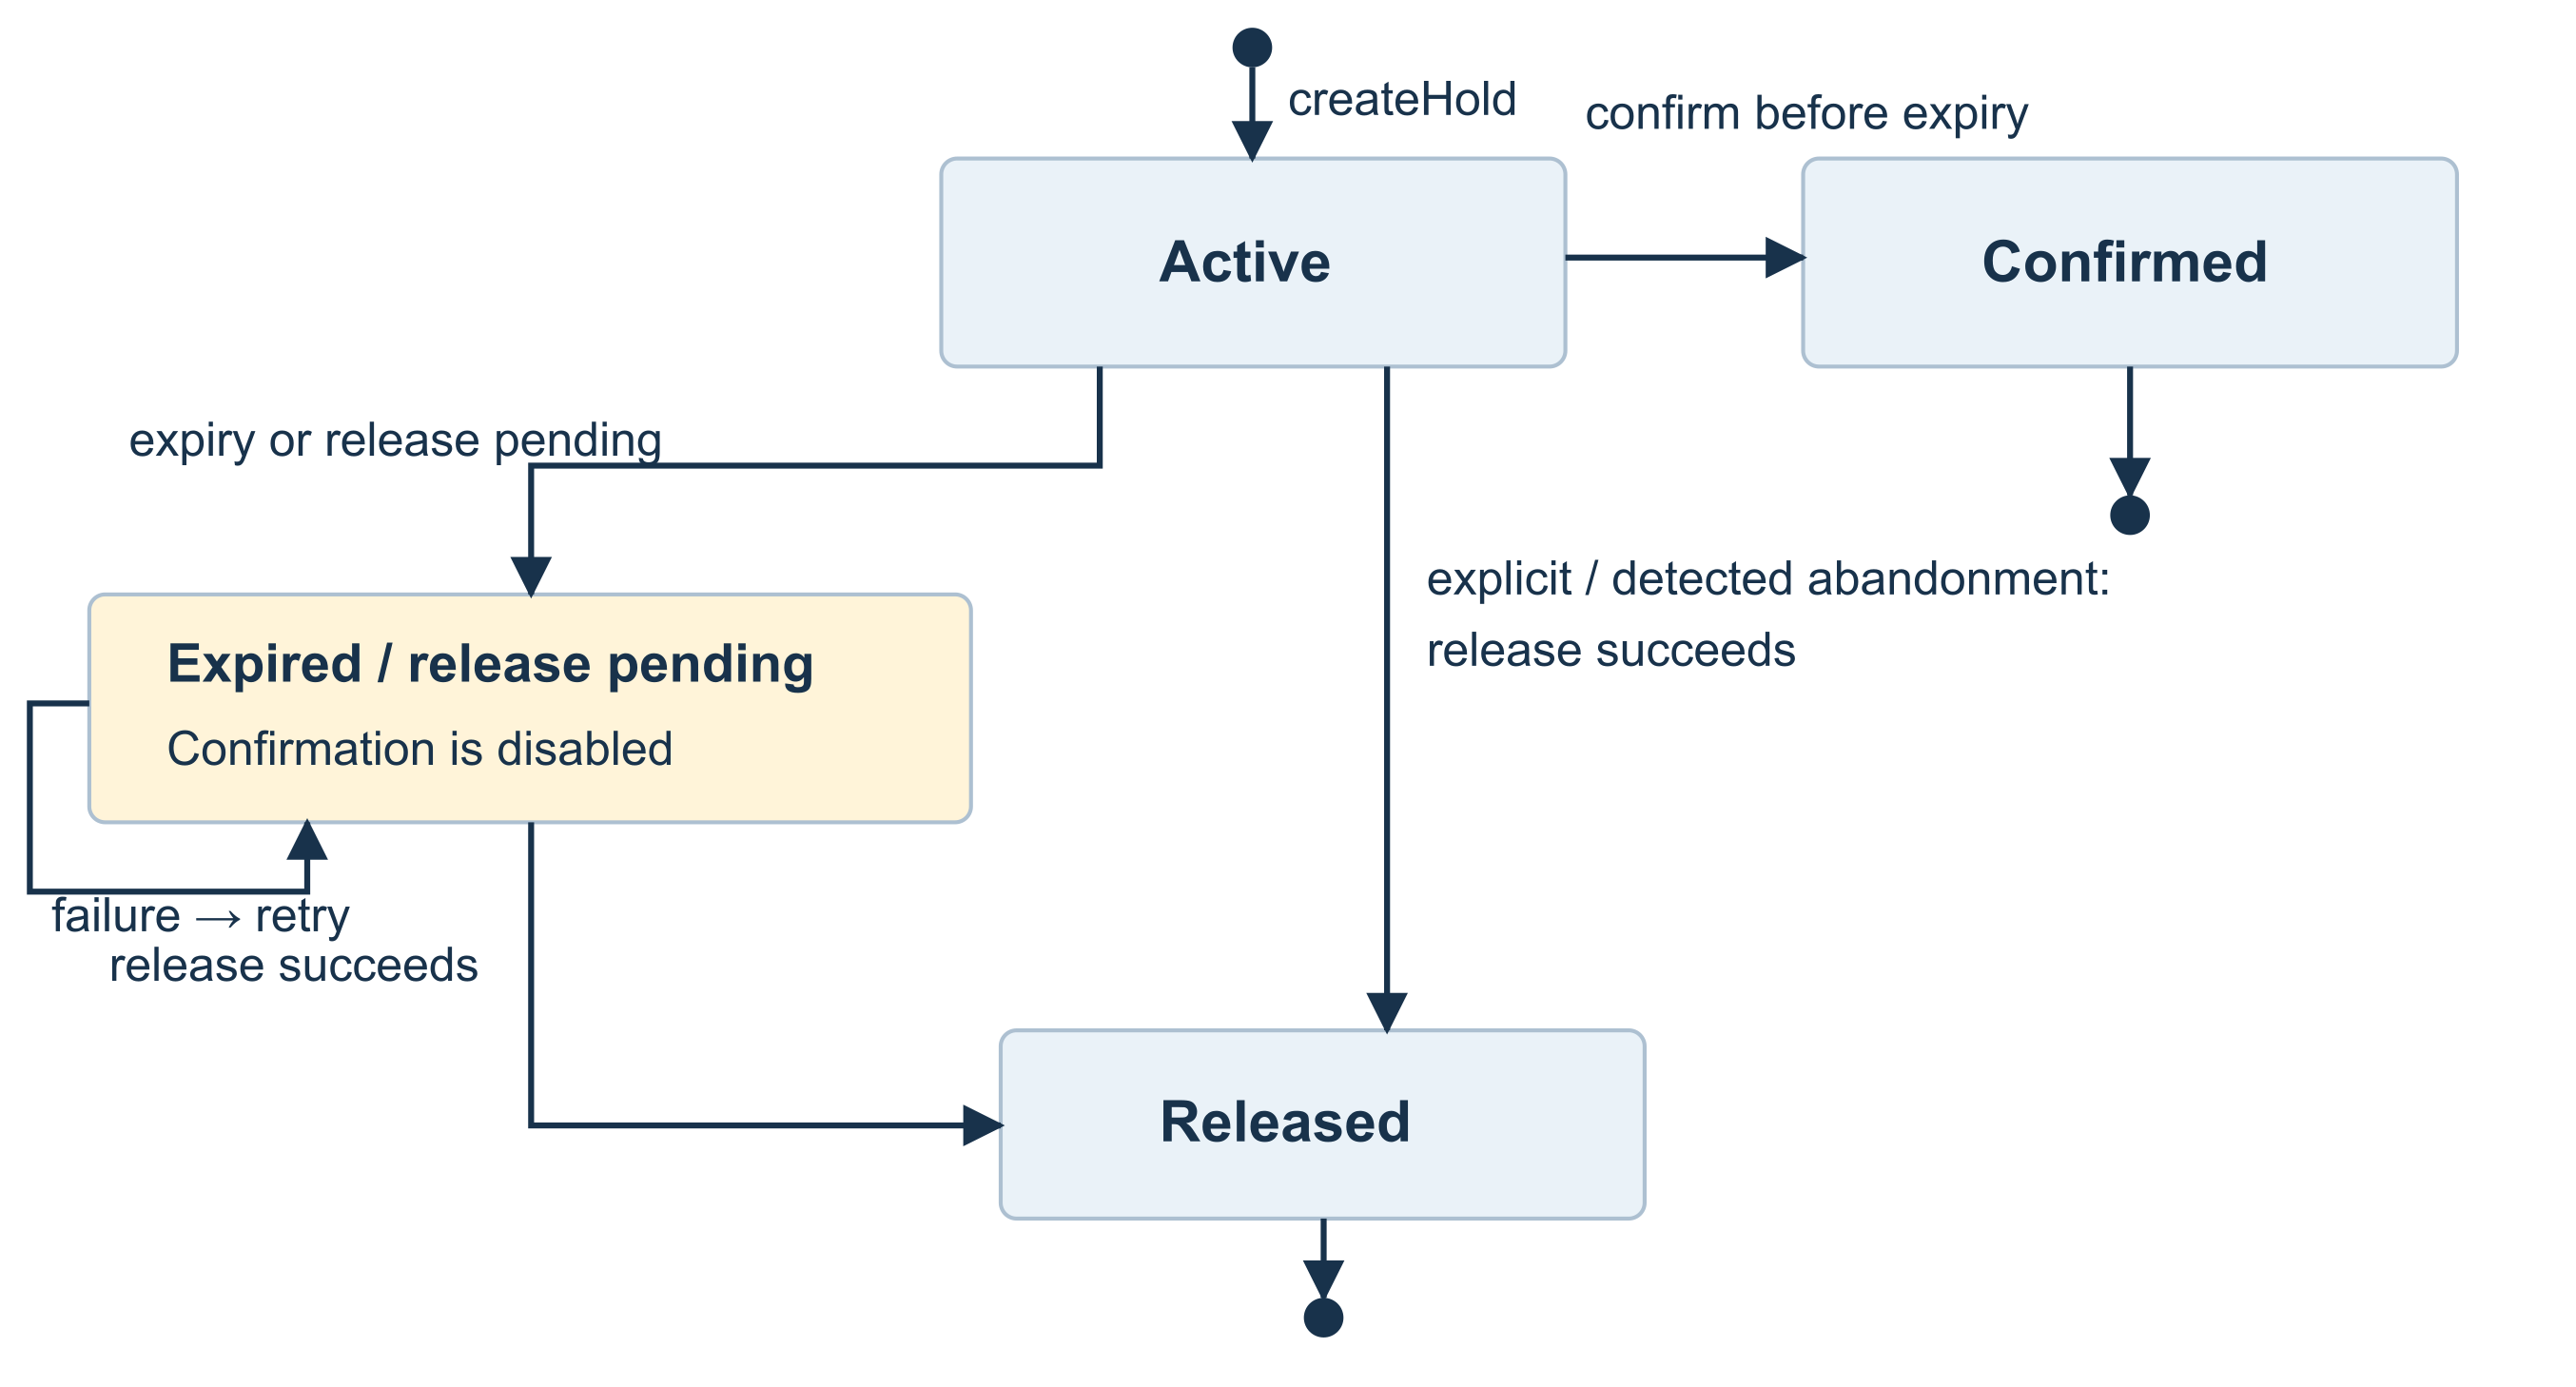 createHold
confirm before expiry
Active
Confirmed
expiry or release pending
explicit / detected abandonment:
release succeeds
Expired / release pending
Confirmation is disabled
failure → retry
release succeeds
Released